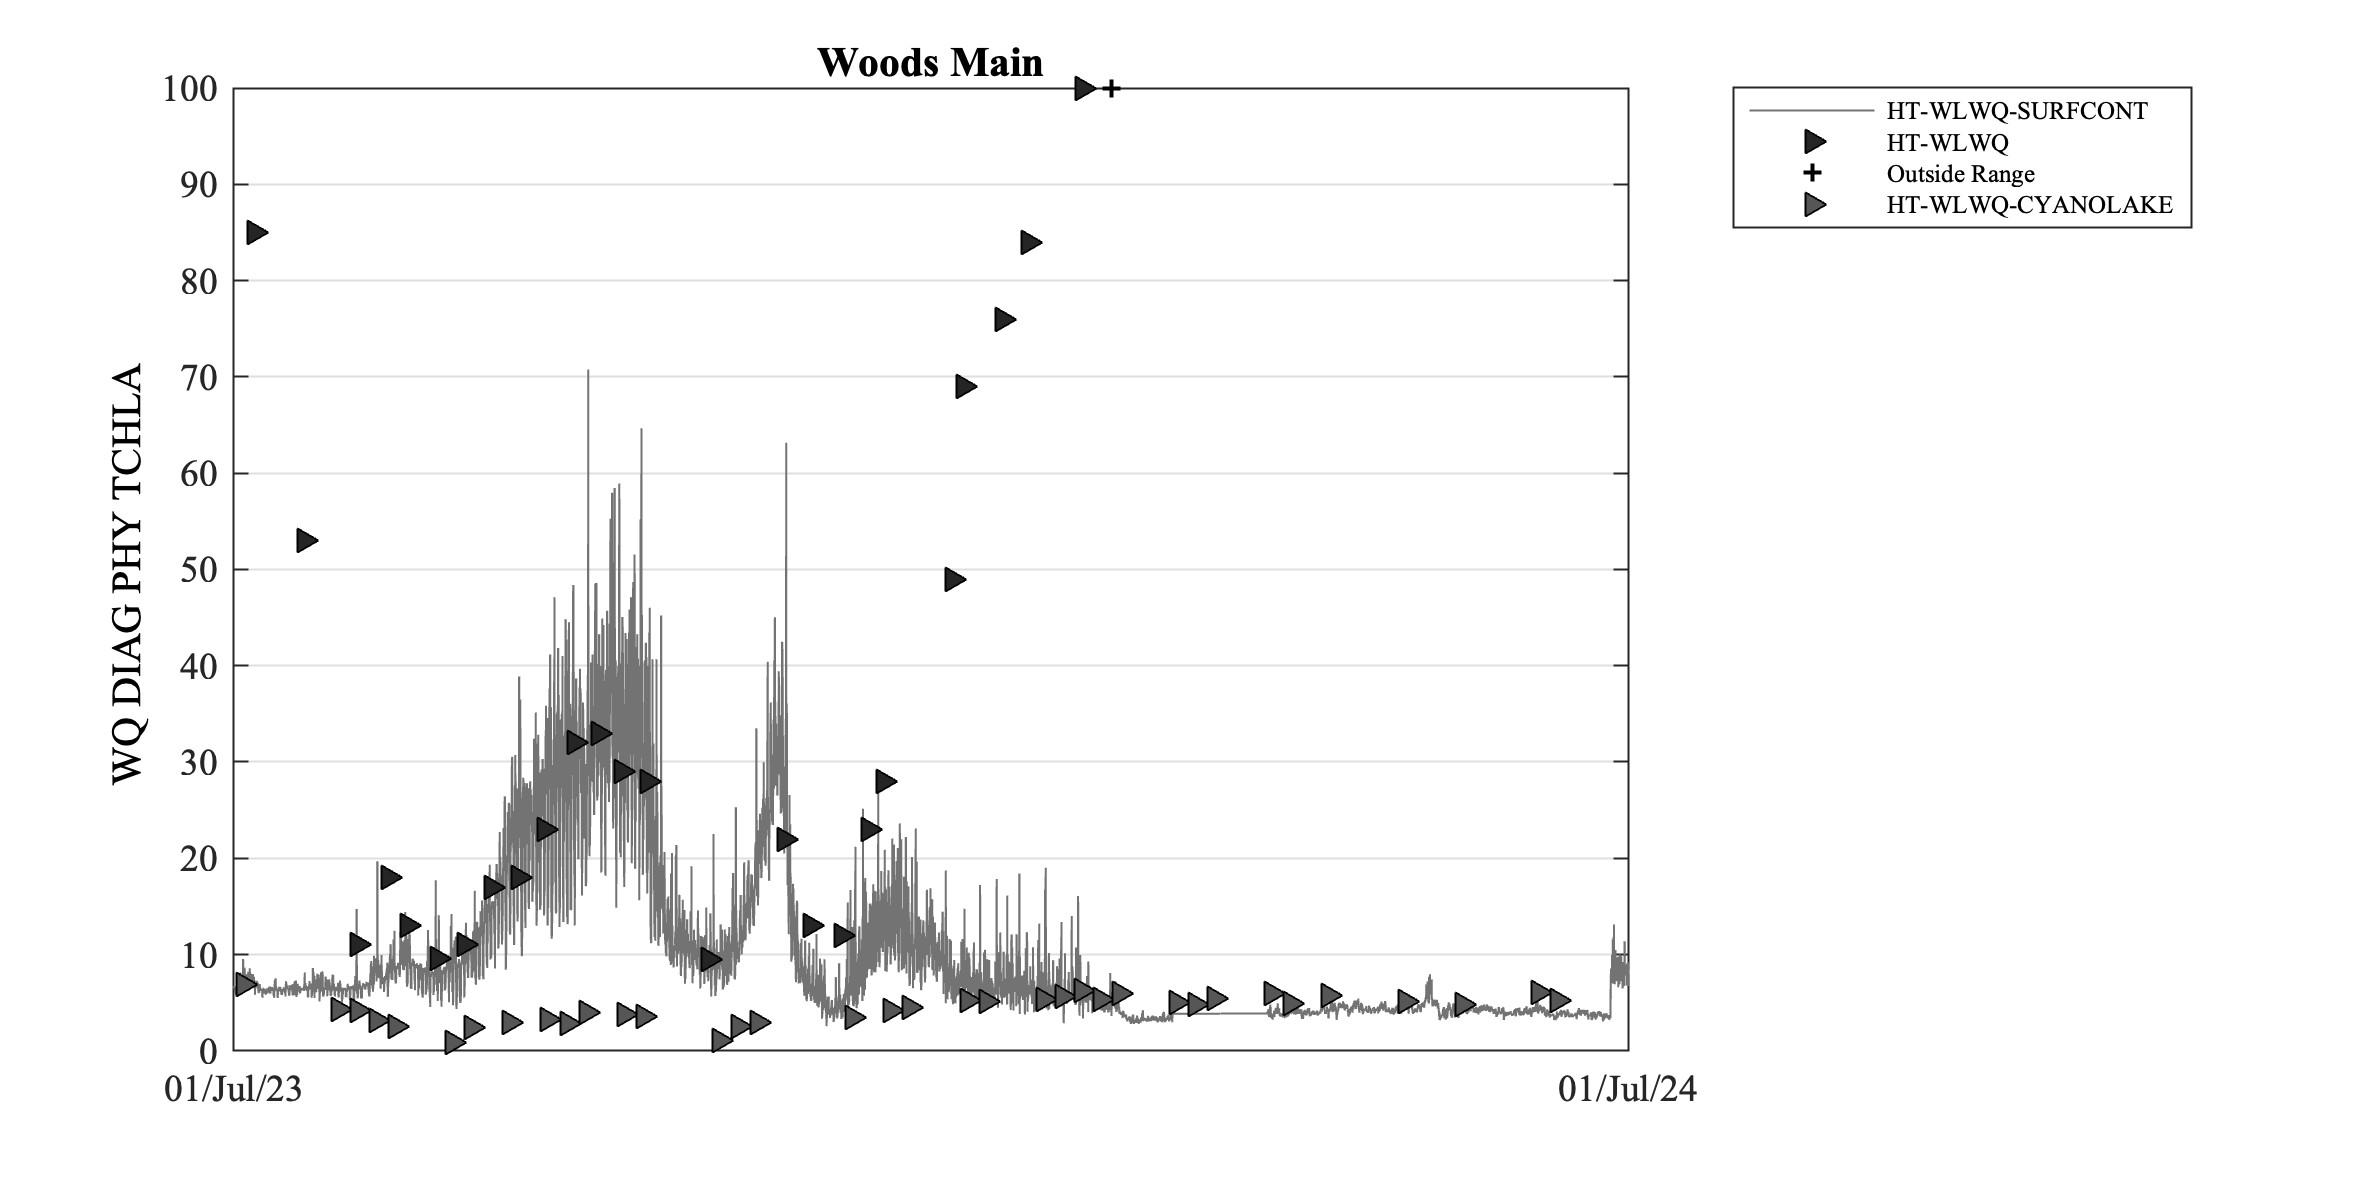 Woods Main
WQ DIAG PHY TCHLA
100
90
80
70
60
50
40
30
20
10
0
01/Jul/23
01/Jul/24
HT-WLWQ-SURFCONT
HT-WLWQ
Outside Range
HT-WLWQ-CYANOLAKE